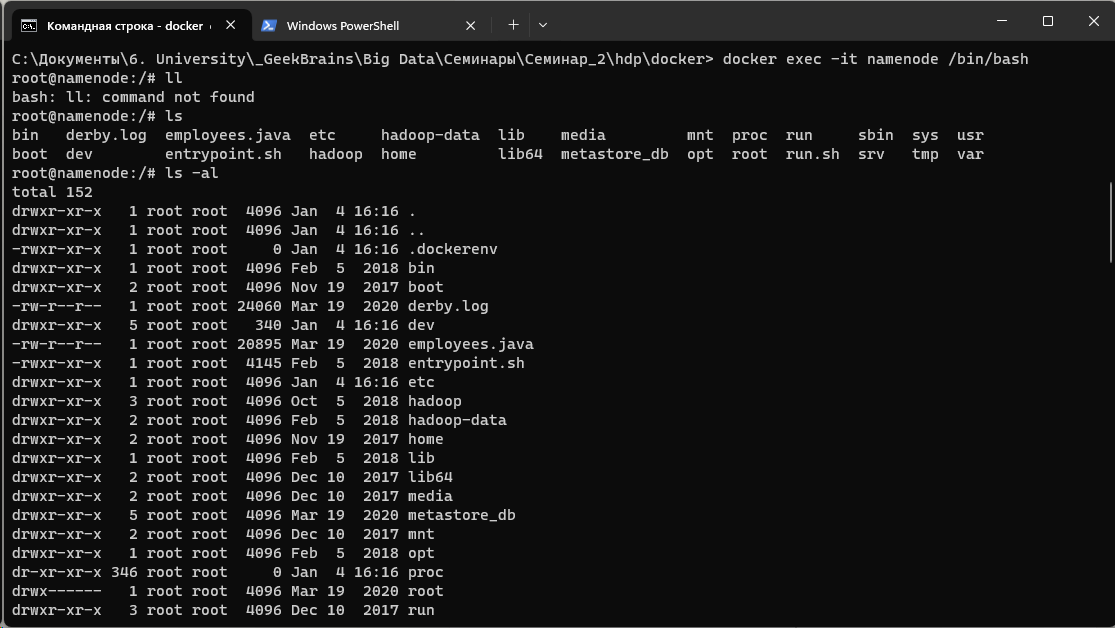 Командная строка - docker
Windows PowerShell
C:\Документы\6. University\_GeekBrains\Big Data\Семинары\Семинар_2\hdp\docker> docker exec -it namenode /bin/bash
root@namenode:/# ll
bash: ll: command not found
root@namenode:/# ls
bin   derby.log  employees.java  etc     hadoop-data  lib    media         mnt  proc  run     sbin  sys  usr
boot  dev        entrypoint.sh   hadoop  home         lib64  metastore_db  opt  root  run.sh  srv   tmp  var
root@namenode:/# ls -al
total 152
drwxr-xr-x   1 root root  4096 Jan  4 16:16 .
drwxr-xr-x   1 root root  4096 Jan  4 16:16 ..
-rwxr-xr-x   1 root root     0 Jan  4 16:16 .dockerenv
drwxr-xr-x   1 root root  4096 Feb  5  2018 bin
drwxr-xr-x   2 root root  4096 Nov 19  2017 boot
-rw-r--r--   1 root root 24060 Mar 19  2020 derby.log
drwxr-xr-x   5 root root   340 Jan  4 16:16 dev
-rw-r--r--   1 root root 20895 Mar 19  2020 employees.java
-rwxr-xr-x   1 root root  4145 Feb  5  2018 entrypoint.sh
drwxr-xr-x   1 root root  4096 Jan  4 16:16 etc
drwxr-xr-x   3 root root  4096 Oct  5  2018 hadoop
drwxr-xr-x   2 root root  4096 Feb  5  2018 hadoop-data
drwxr-xr-x   2 root root  4096 Nov 19  2017 home
drwxr-xr-x   1 root root  4096 Feb  5  2018 lib
drwxr-xr-x   2 root root  4096 Dec 10  2017 lib64
drwxr-xr-x   2 root root  4096 Dec 10  2017 media
drwxr-xr-x   5 root root  4096 Mar 19  2020 metastore_db
drwxr-xr-x   2 root root  4096 Dec 10  2017 mnt
drwxr-xr-x   1 root root  4096 Feb  5  2018 opt
dr-xr-xr-x 346 root root     0 Jan  4 16:16 proc
drwx------   1 root root  4096 Mar 19  2020 root
drwxr-xr-x   3 root root  4096 Dec 10  2017 run